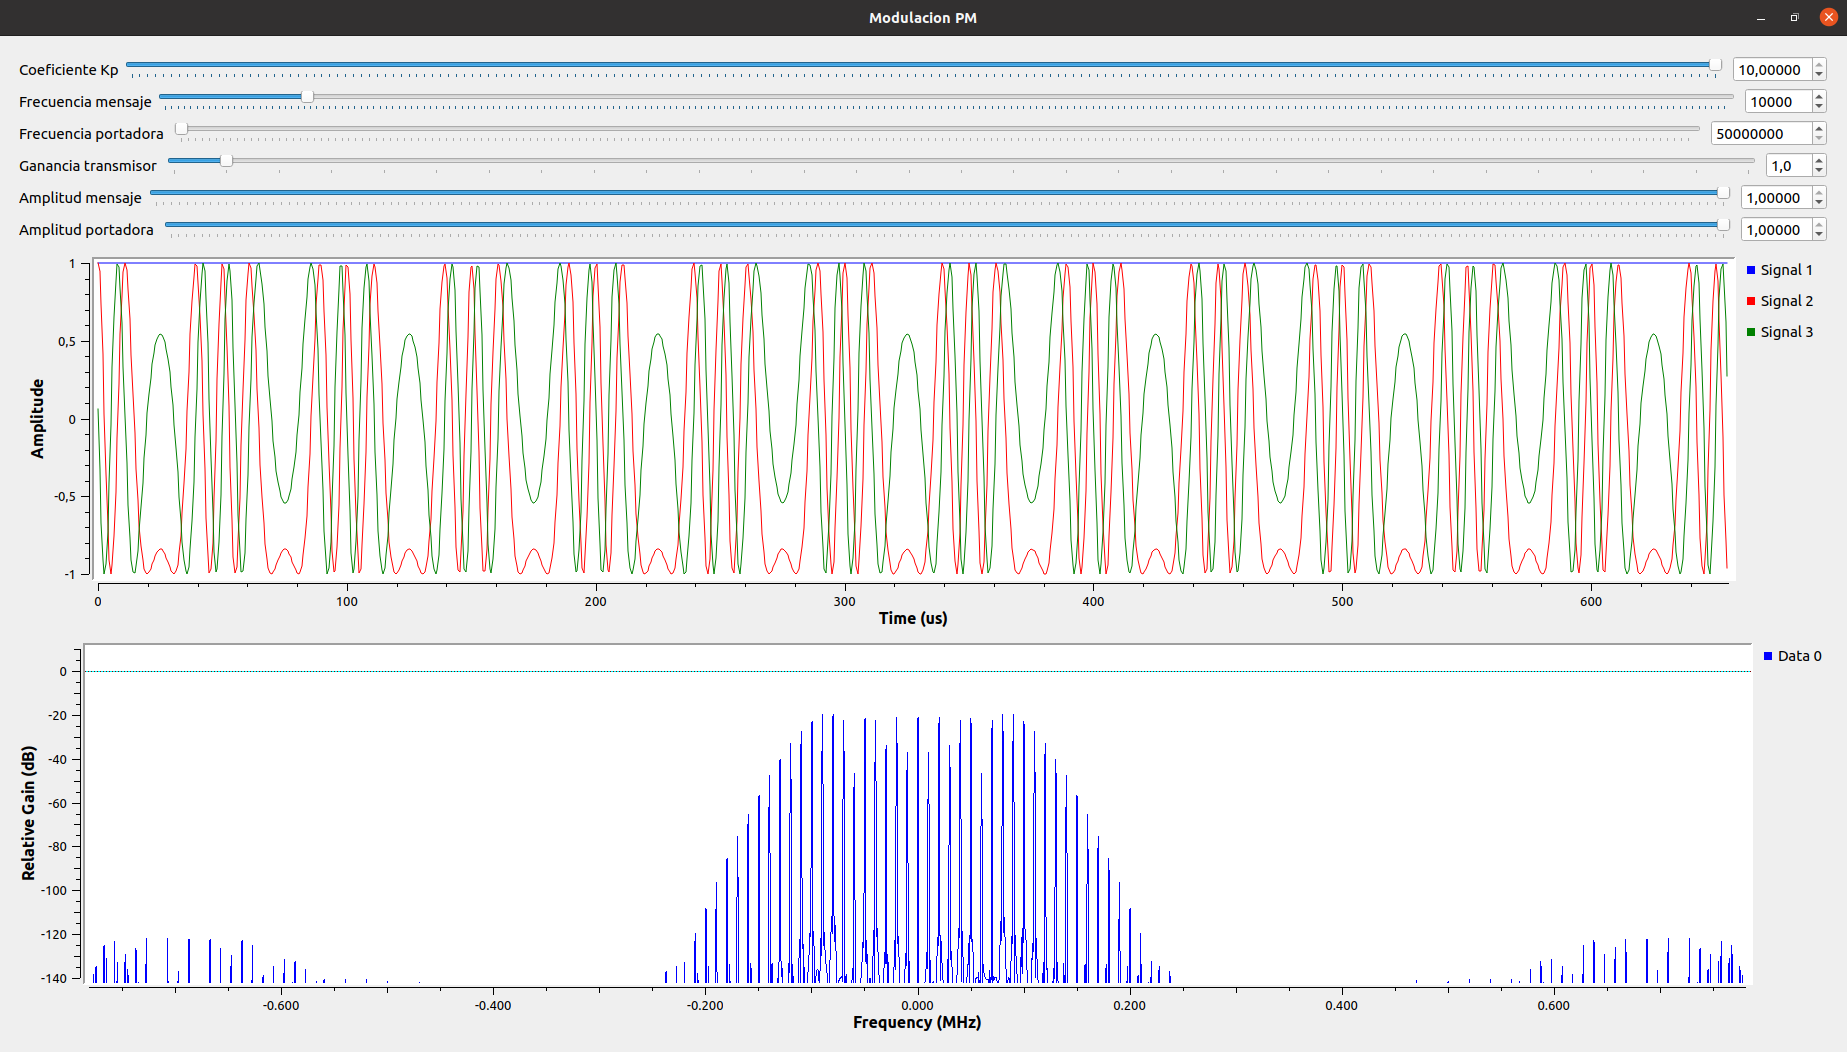 Modulacion PM
Coeficiente Kp 10,00000
Frecuencia mensaje 10000
Frecuencia portadora 50000000
Ganancia transmisor 1,0
Amplitud mensaje 1,00000
Amplitud portadora 1,00000
1
0,5
0
-0,5
-1
Amplitude
0 100 200 300 400 500 600
Time (us)
Signal 1
Signal 2
Signal 3
0
-20
-40
-60
-80
-100
-120
-140
Relative Gain (dB)
-0.600 -0.400 -0.200 0.000 0.200 0.400 0.600
Frequency (MHz)
Data 0